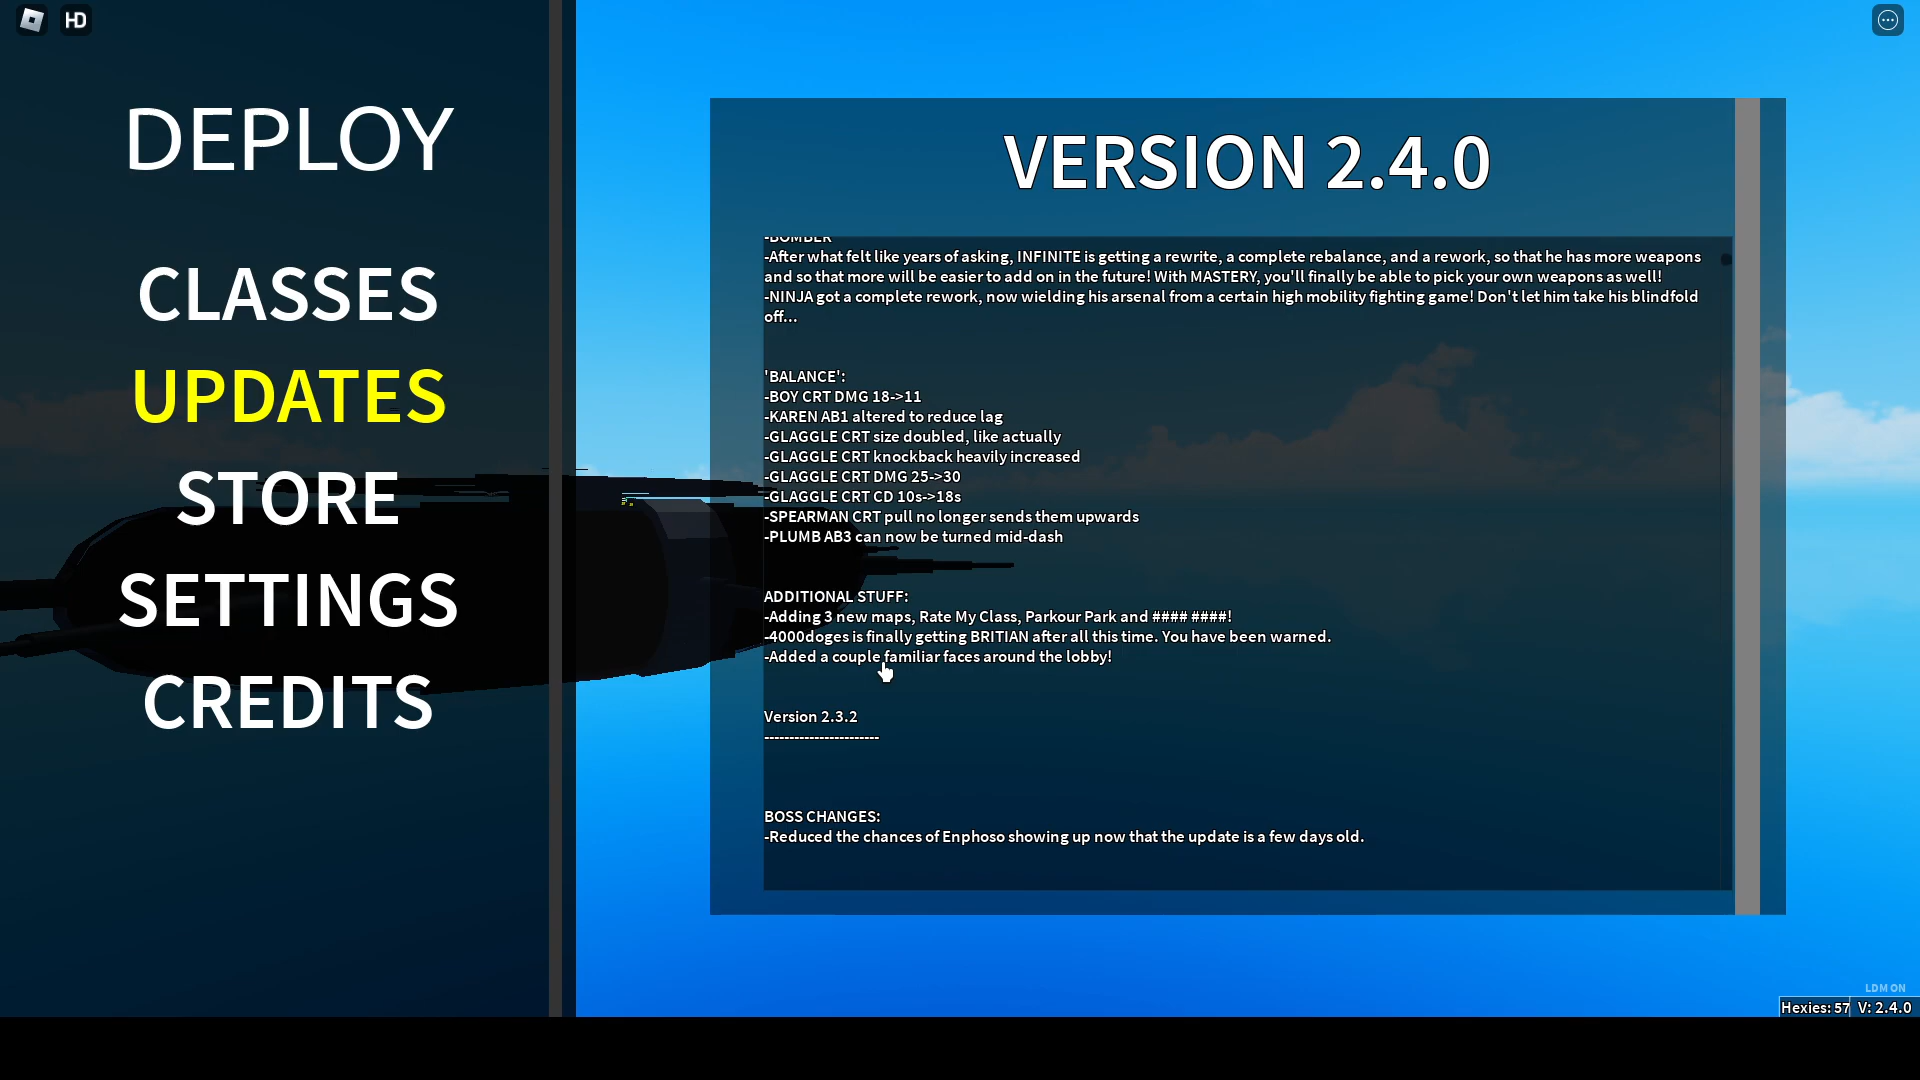 HD
DEPLOY
CLASSES
UPDATES
STORE
SETTINGS
CREDITS
VERSION 2.4.0
-BOMBER
-After what felt like years of asking, INFINITE is getting a rewrite, a complete rebalance, and a rework, so that he has more weapons
and so that more will be easier to add on in the future! With MASTERY, you'll finally be able to pick your own weapons as well!
-NINJA got a complete rework, now wielding his arsenal from a certain high mobility fighting game! Don't let him take his blindfold
off...
'BALANCE':
-BOY CRT DMG 18->11
-KAREN AB1 altered to reduce lag
-GLAGGLE CRT size doubled, like actually
-GLAGGLE CRT knockback heavily increased
-GLAGGLE CRT DMG 25->30
-GLAGGLE CRT CD 10s->18s
-SPEARMAN CRT pull no longer sends them upwards
-PLUMB AB3 can now be turned mid-dash
ADDITIONAL STUFF:
-Adding 3 new maps, Rate My Class, Parkour Park and #### ####!
-4000doges is finally getting BRITIAN after all this time. You have been warned.
-Added a couple familiar faces around the lobby!
Version 2.3.2
-----------------------
BOSS CHANGES:
-Reduced the chances of Enphoso showing up now that the update is a few days old.
LDM ON
Hexies: 57 V: 2.4.0